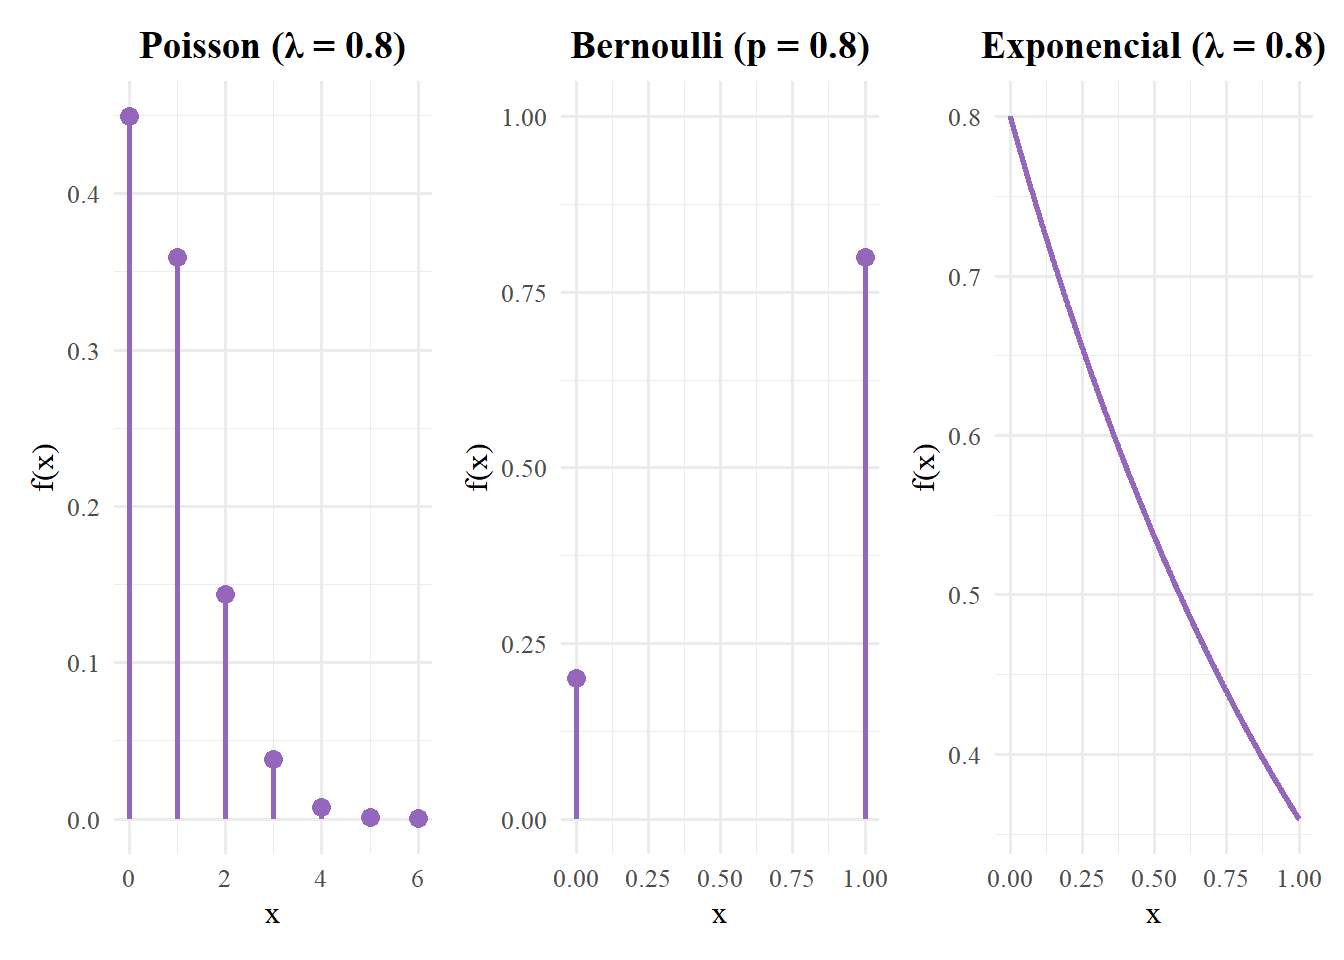 Poisson (λ = 0.8)
f(x)
0.4
0.3
0.2
0.1
0.0
0 2 4 6
x
Bernoulli (p = 0.8)
f(x)
1.00
0.75
0.50
0.25
0.00
0.00 0.25 0.50 0.75 1.00
x
Exponencial (λ = 0.8)
f(x)
0.8
0.7
0.6
0.5
0.4
0.00 0.25 0.50 0.75 1.00
x